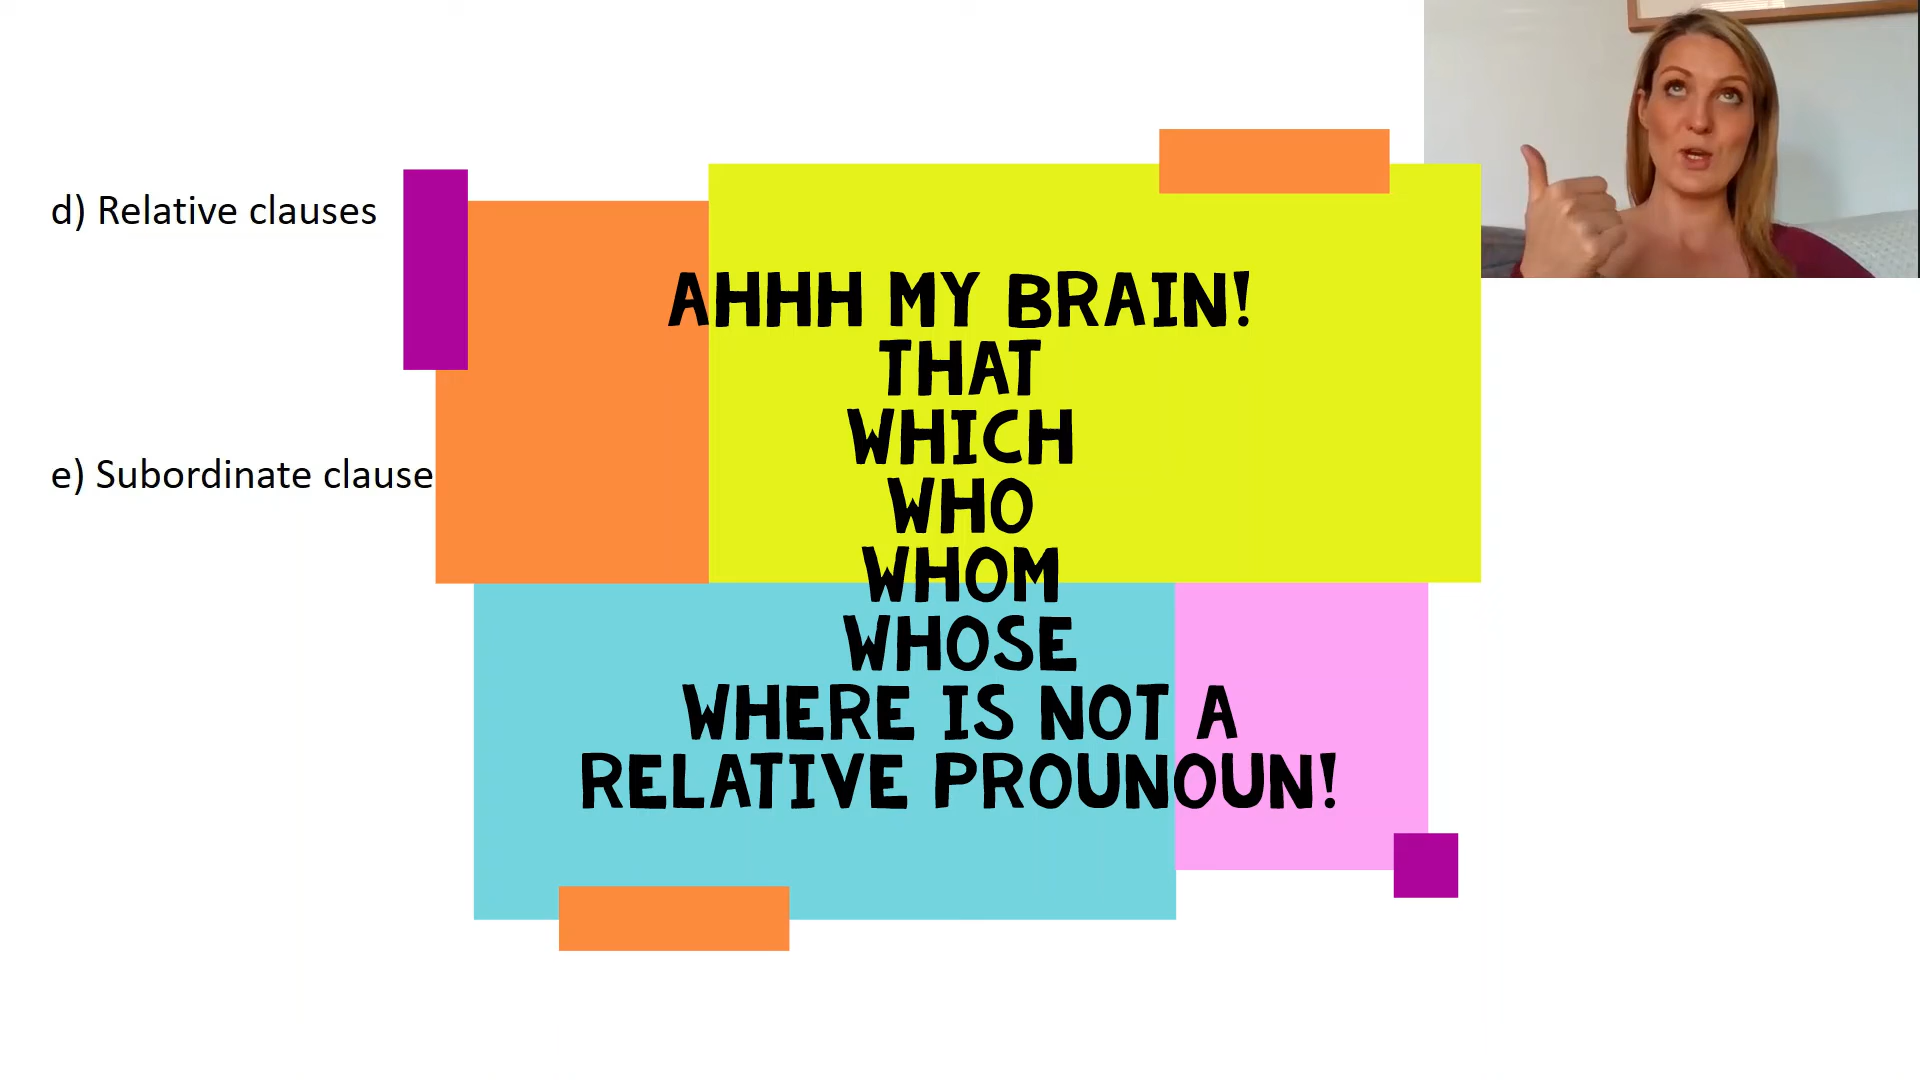 d) Relative clauses
e) Subordinate clause
AHHH MY BRAIN!
THAT
WHICH
WHO
WHOM
WHOSE
WHERE IS NOT A
RELATIVE PROUNOUN!